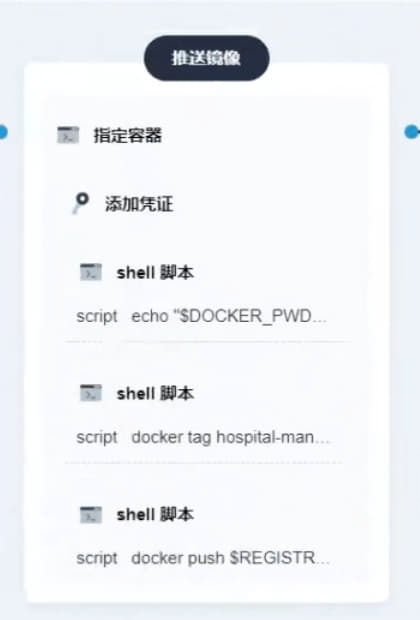 推送镜像
指定容器
添加凭证
shell 脚本
script echo "$DOCKER_PWD...
shell 脚本
script docker tag hospital-man...
shell 脚本
script docker push $REGISTR...